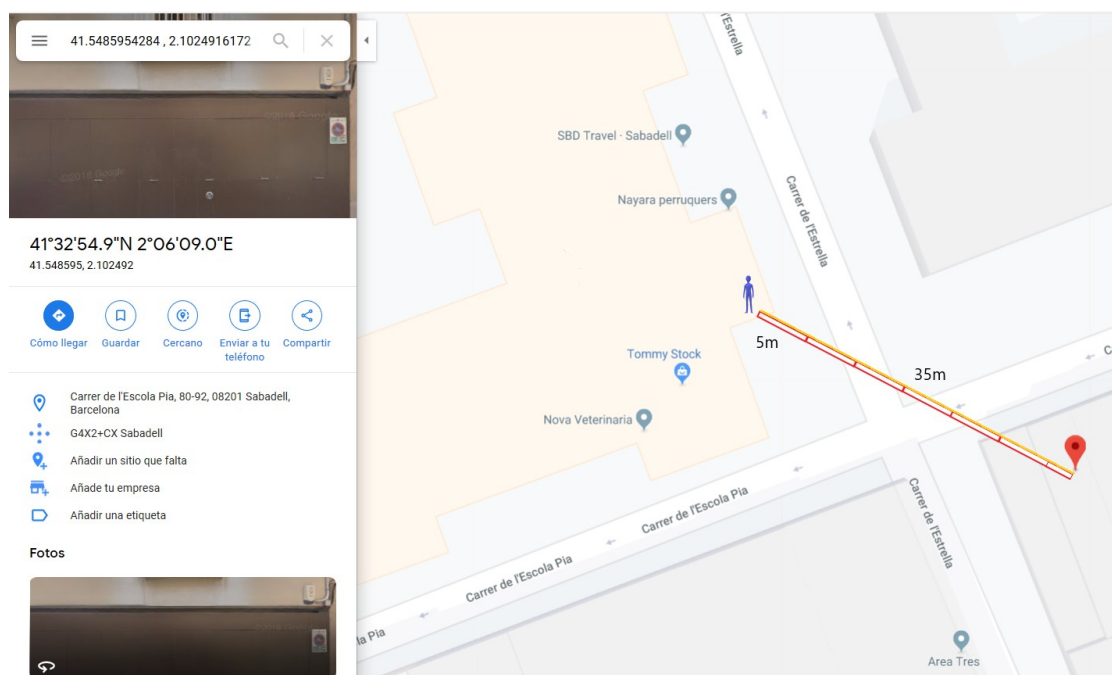 41.5485954284 , 2.1024916172
©2018 Google
41°32'54.9"N 2°06'09.0"E
41.548595, 2.102492
Cómo llegar
Guardar
Cercano
Enviar a tu
teléfono
Compartir
Carrer de l'Escola Pia, 80-92, 08201 Sabadell,
Barcelona
G4X2+CX Sabadell
Añadir un sitio que falta
Añade tu empresa
Añadir una etiqueta
Fotos
l'Estrella
SBD Travel · Sabadell
Nayara perruquers
Carrer de l'Estrella
5m
35m
Tommy Stock
Nova Veterinaria
C
Carrer de l'Escola Pia
Carrer de l'Escola Pia
la Pia
Carrer de l'Estrella
Area Tres